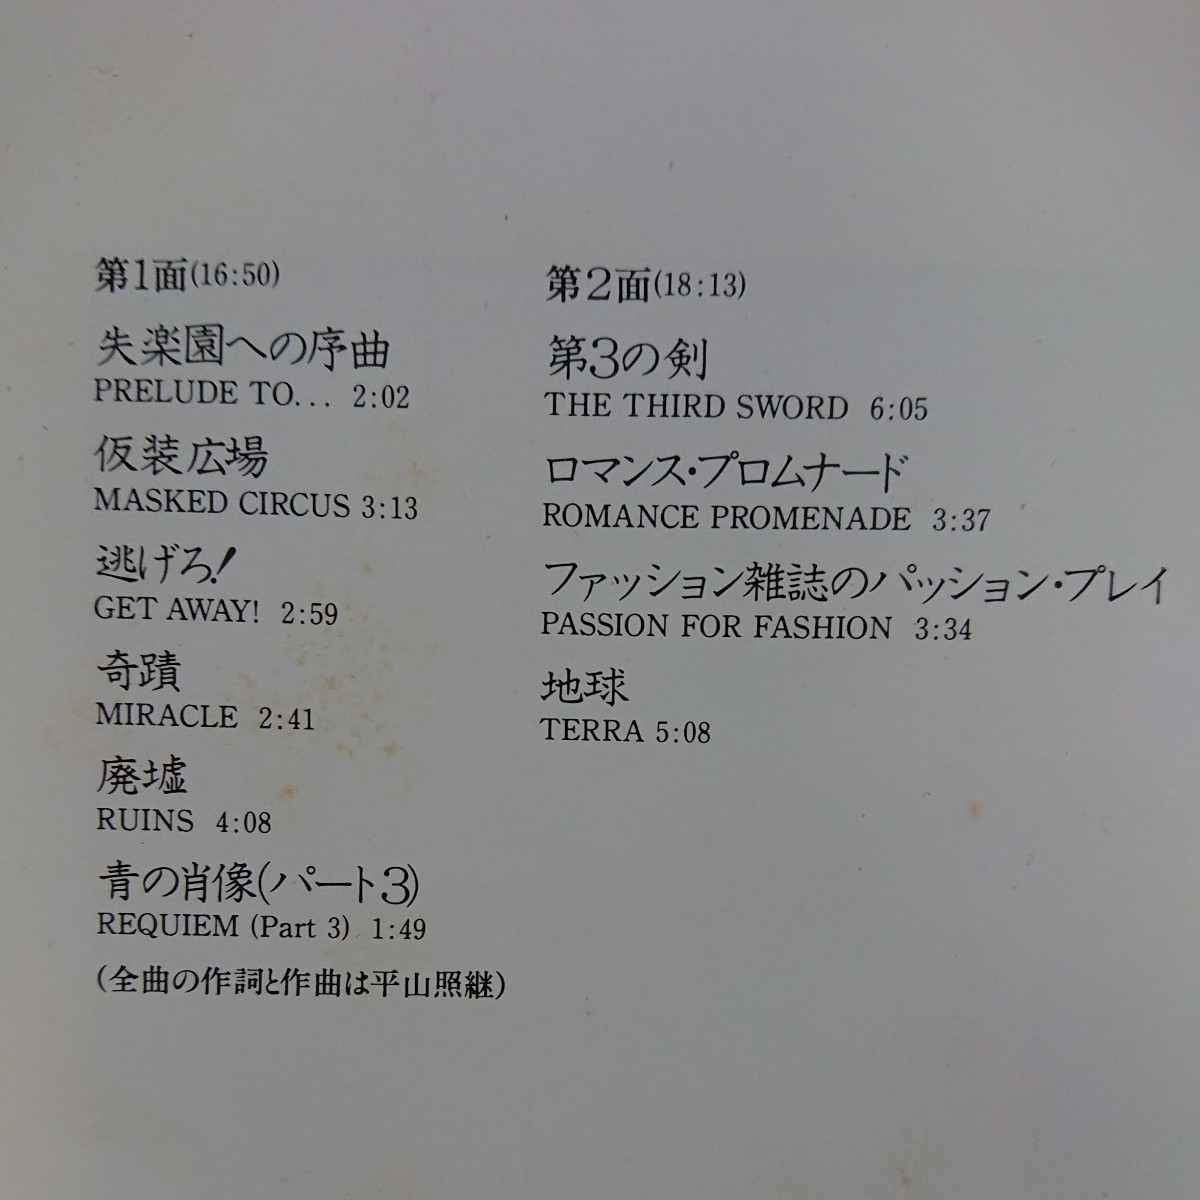 第1面(16:50)
失楽園への序曲
PRELUDE TO... 2:02
仮装広場
MASKED CIRCUS 3:13
逃げろ!
GET AWAY! 2:59
奇蹟
MIRACLE 2:41
廃墟
RUINS 4:08
青の肖像(パート3)
REQUIEM (Part 3) 1:49
(全曲の作詞と作曲は平山照継)
第2面(18:13)
第3の剣
THE THIRD SWORD 6:05
ロマンス・プロムナード
ROMANCE PROMENADE 3:37
ファッション雑誌のパッション・プレイ
PASSION FOR FASHION 3:34
地球
TERRA 5:08